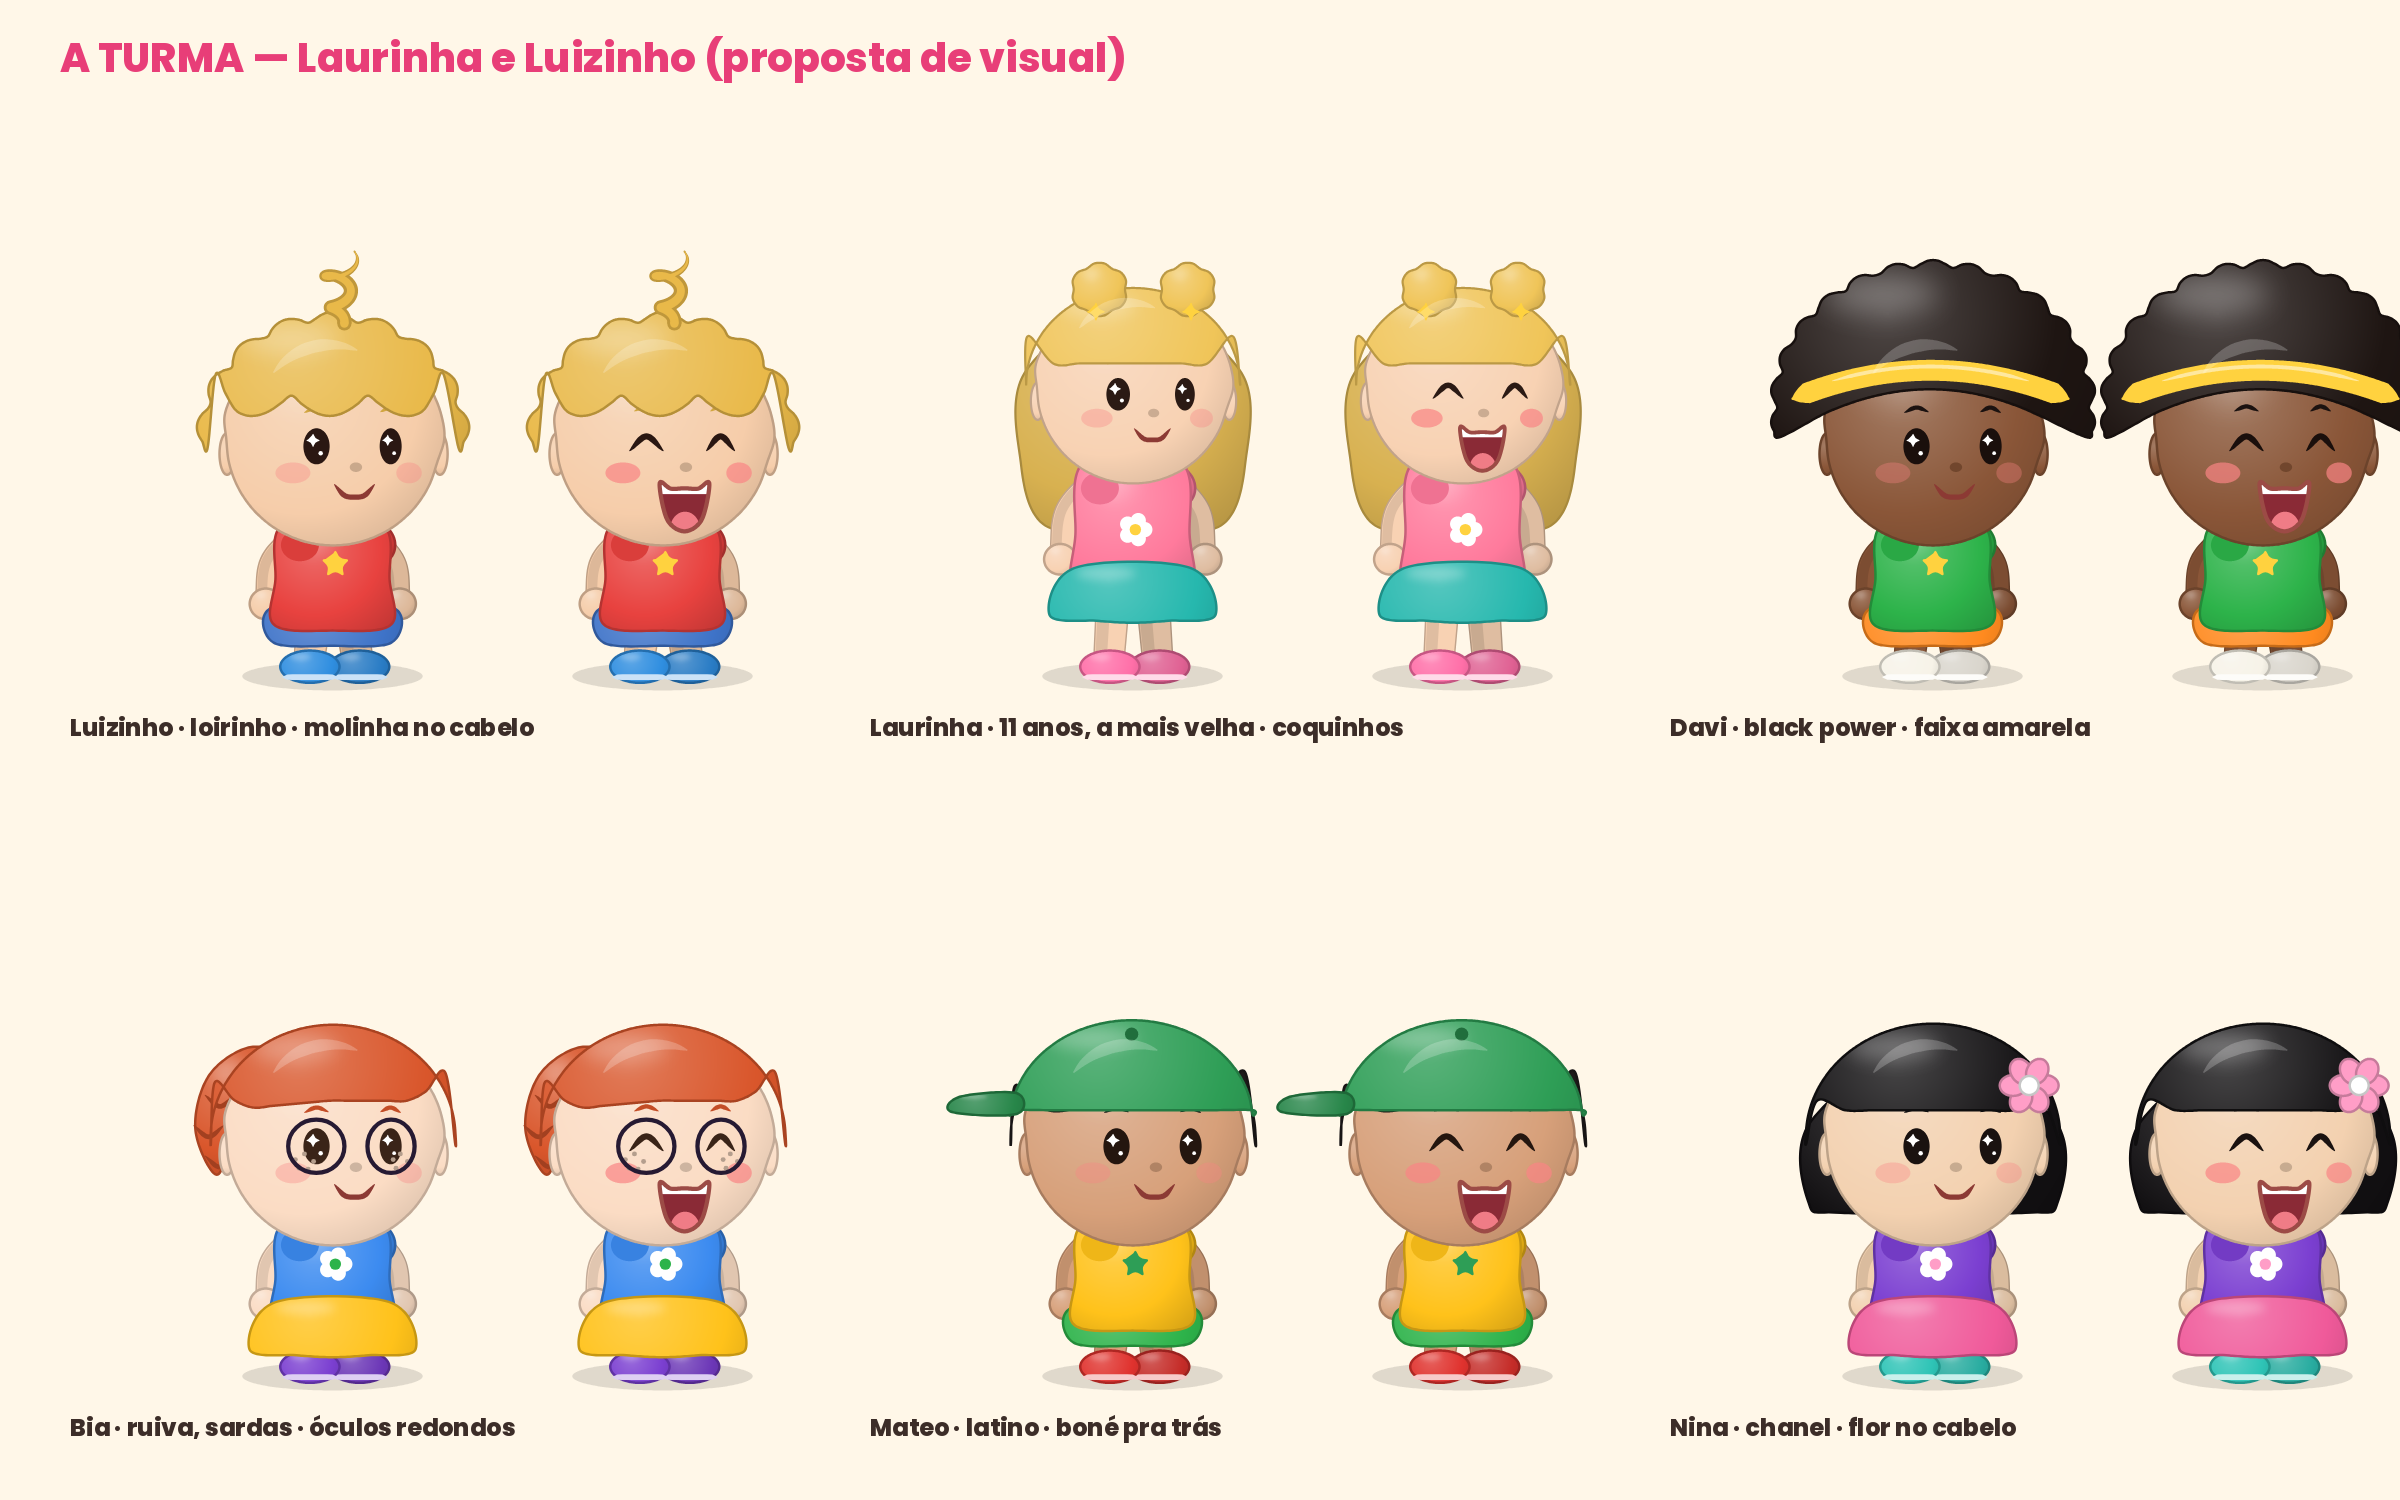 A TURMA — Laurinha e Luizinho (proposta de visual)
Luizinho · loirinho · molinha no cabelo
Laurinha · 11 anos, a mais velha · coquinhos
Davi · black power · faixa amarela
Bia · ruiva, sardas · óculos redondos
Mateo · latino · boné pra trás
Nina · chanel · flor no cabelo